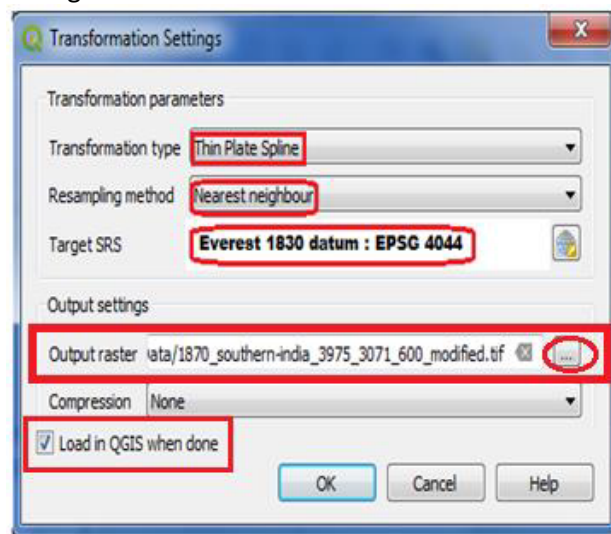 Transformation Settings
Transformation parameters
Transformation type Thin Plate Spline
Resampling method Nearest neighbour
Target SRS Everest 1830 datum : EPSG 4044
Output settings
Output raster ata/1870_southern-india_3975_3071_600_modified.tif ...
Compression None
Load in QGIS when done
OK Cancel Help